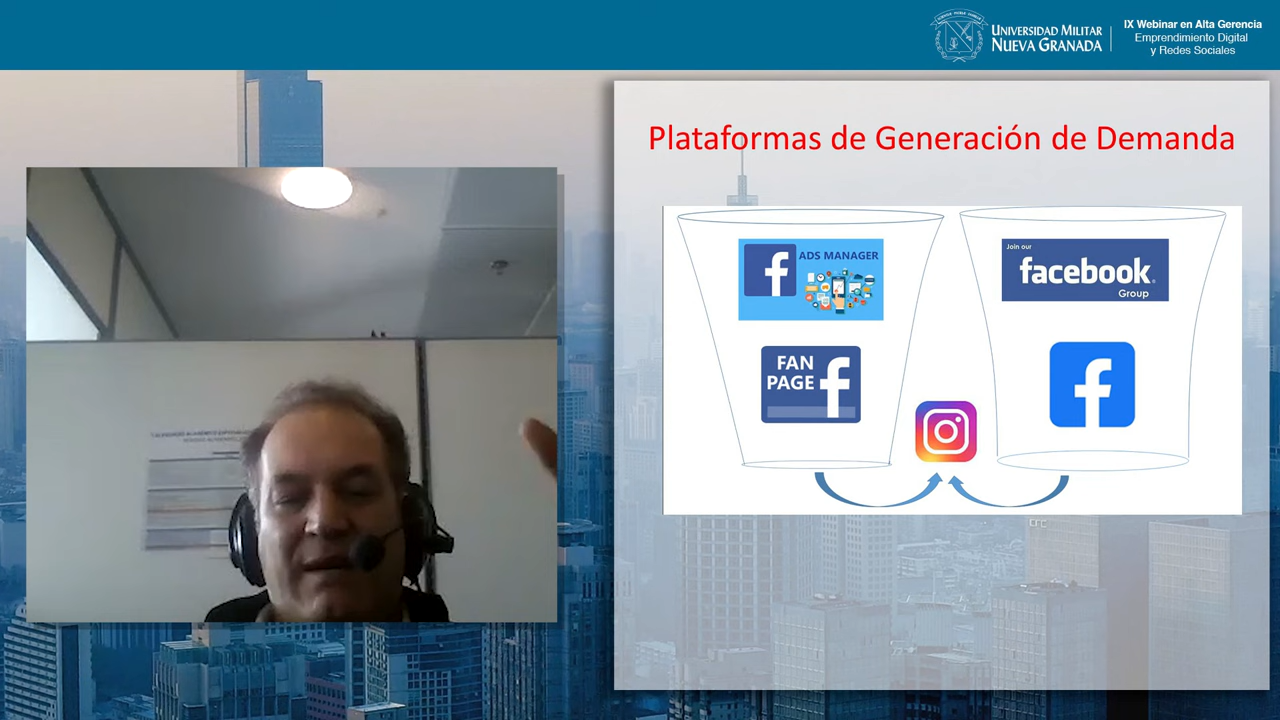 UNIVERSIDAD MILITAR
NUEVA GRANADA
IX Webinar en Alta Gerencia
Emprendimiento Digital
y Redes Sociales
Plataformas de Generación de Demanda
ADS MANAGER
FAN
PAGE
Join our
facebook
Group